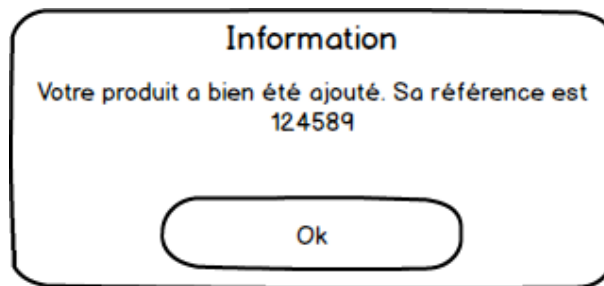 Information
Votre produit a bien été ajouté. Sa référence est
124589
Ok